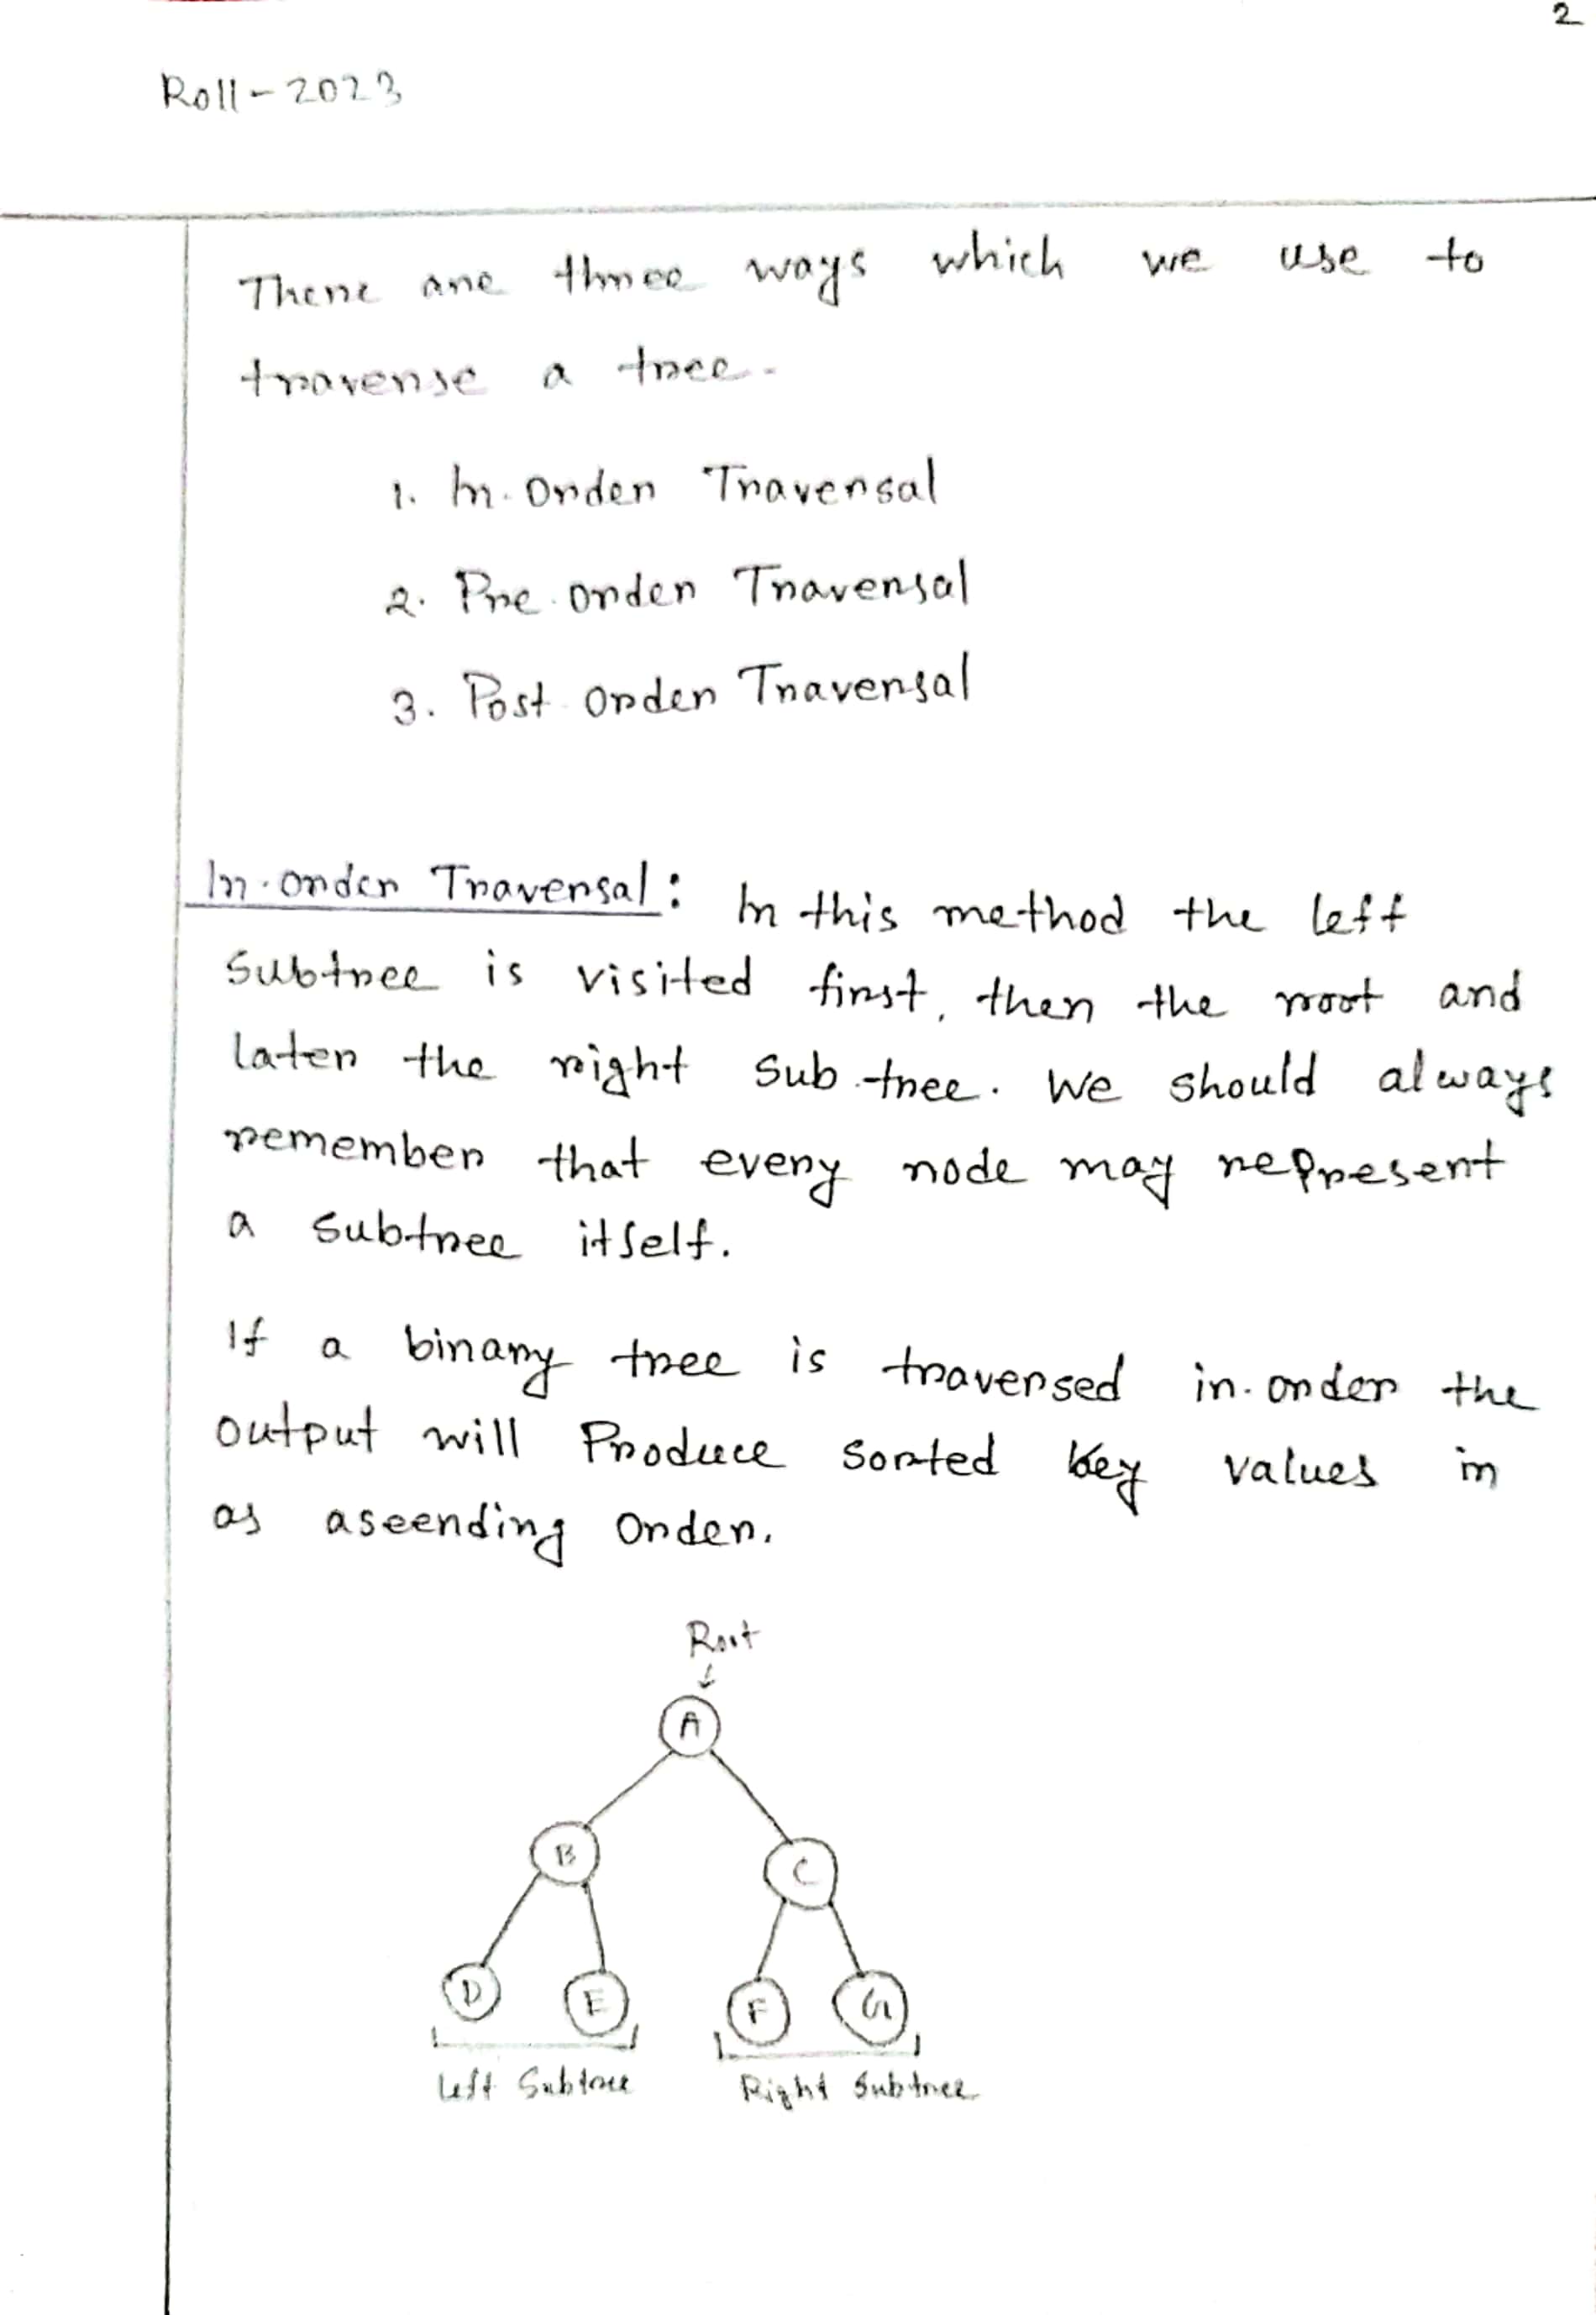 2
Roll-2023
There are three ways which we use to
traverse a tree.
1. In-Order Traversal
2. Pre-order Traversal
3. Post-Order Traversal
In-order Traversal: In this method the left
subtree is visited first, then the root and
later the right sub-tree. We should always
remember that every node may represent
a subtree itself.
If a binary tree is traversed in-order the
output will Produce sorted key values in
as aseending Order.
Root
A
B
C
D E F G
Left Subtree Right Subtree